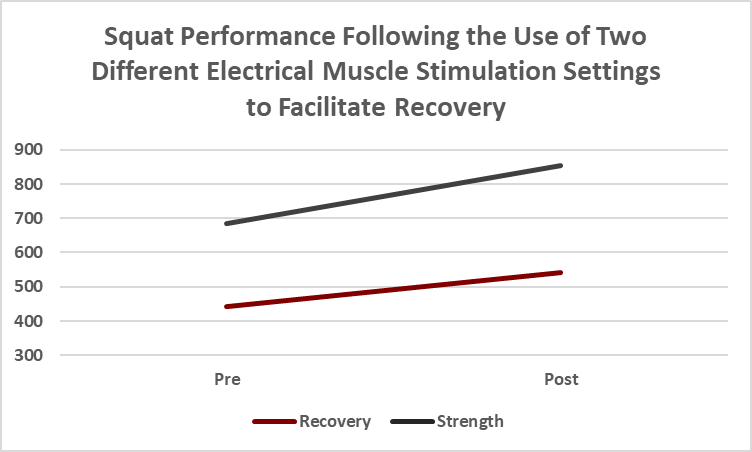 Squat Performance Following the Use of Two
Different Electrical Muscle Stimulation Settings
to Facilitate Recovery
900
800
700
600
500
400
300
Pre Post
Recovery Strength